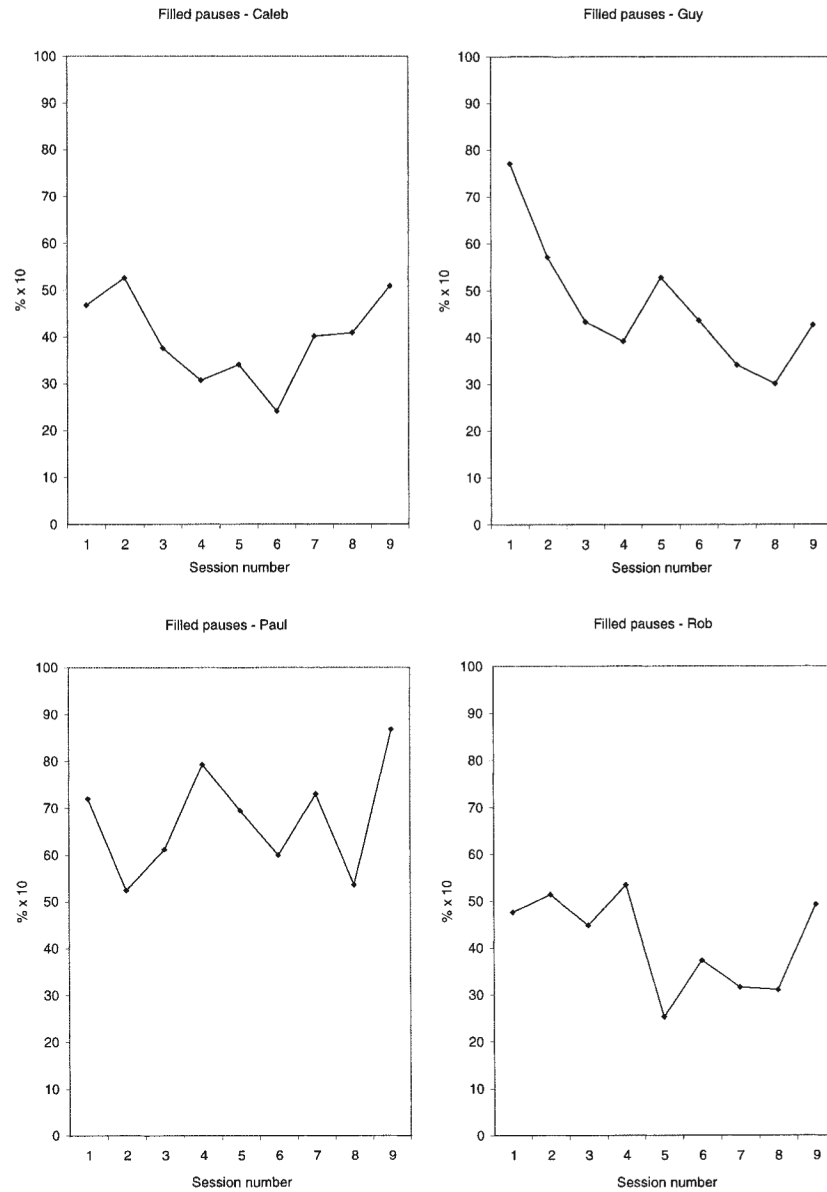 Filled pauses - Caleb
100
90
80
70
60
50
40
30
20
10
0
% x 10
1 2 3 4 5 6 7 8 9
Session number
Filled pauses - Guy
100
90
80
70
60
50
40
30
20
10
0
% x 10
1 2 3 4 5 6 7 8 9
Session number
Filled pauses - Paul
100
90
80
70
60
50
40
30
20
10
0
% x 10
1 2 3 4 5 6 7 8 9
Session number
Filled pauses - Rob
100
90
80
70
60
50
40
30
20
10
0
% x 10
1 2 3 4 5 6 7 8 9
Session number